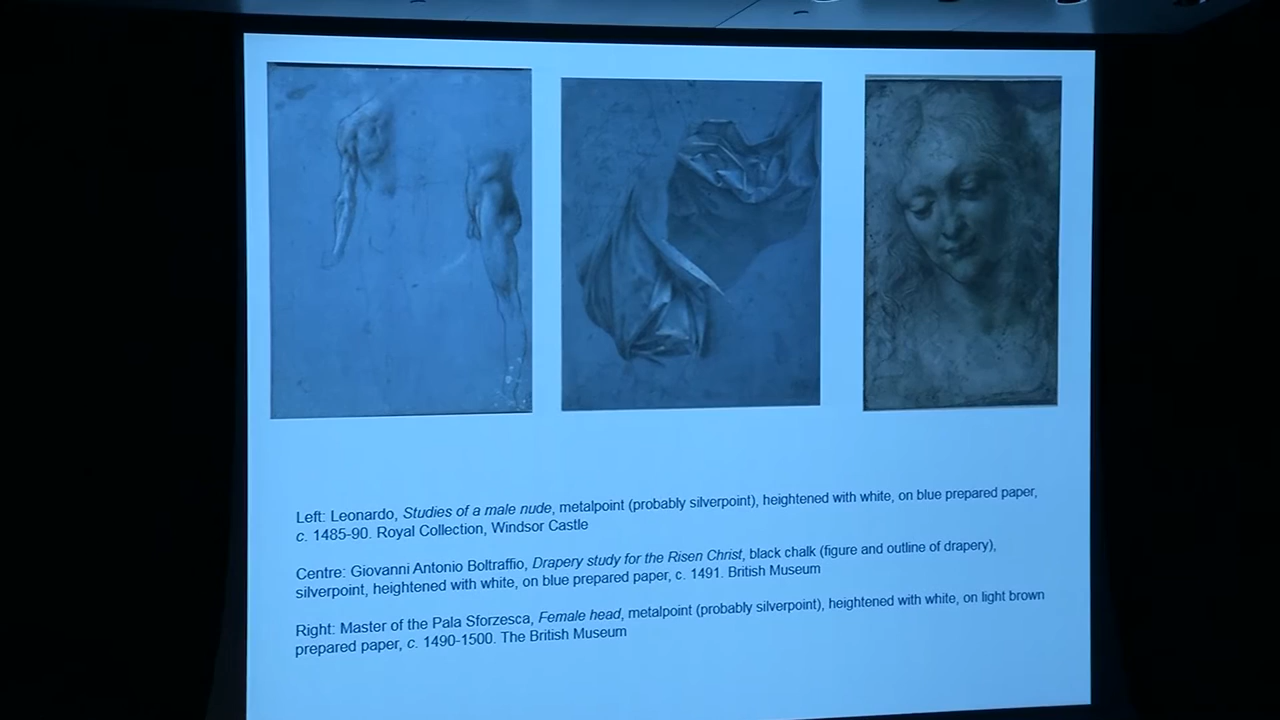 Left: Leonardo, Studies of a male nude, metalpoint (probably silverpoint), heightened with white, on blue prepared paper,
c. 1485-90. Royal Collection, Windsor Castle
Centre: Giovanni Antonio Boltraffio, Drapery study for the Risen Christ, black chalk (figure and outline of drapery),
silverpoint, heightened with white, on blue prepared paper, c. 1491. British Museum
Right: Master of the Pala Sforzesca, Female head, metalpoint (probably silverpoint), heightened with white, on light brown
prepared paper, c. 1490-1500. The British Museum